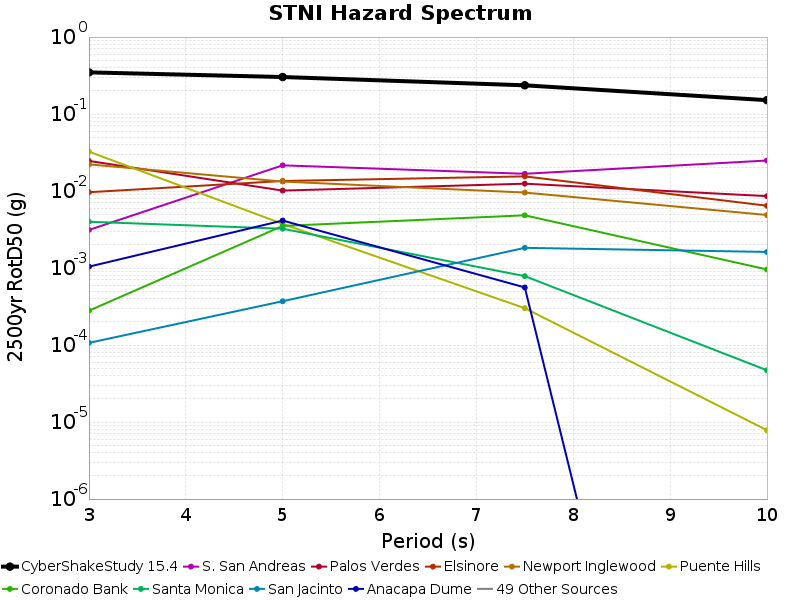 STNI Hazard Spectrum
10^0
10^-1
10^-2
10^-3
10^-4
10^-5
10^-6
2500yr RotD50 (g)
3 4 5 6 7 8 9 10
Period (s)
CyberShakeStudy 15.4 S. San Andreas Palos Verdes Elsinore Newport Inglewood Puente Hills
Coronado Bank Santa Monica San Jacinto Anacapa Dume 49 Other Sources